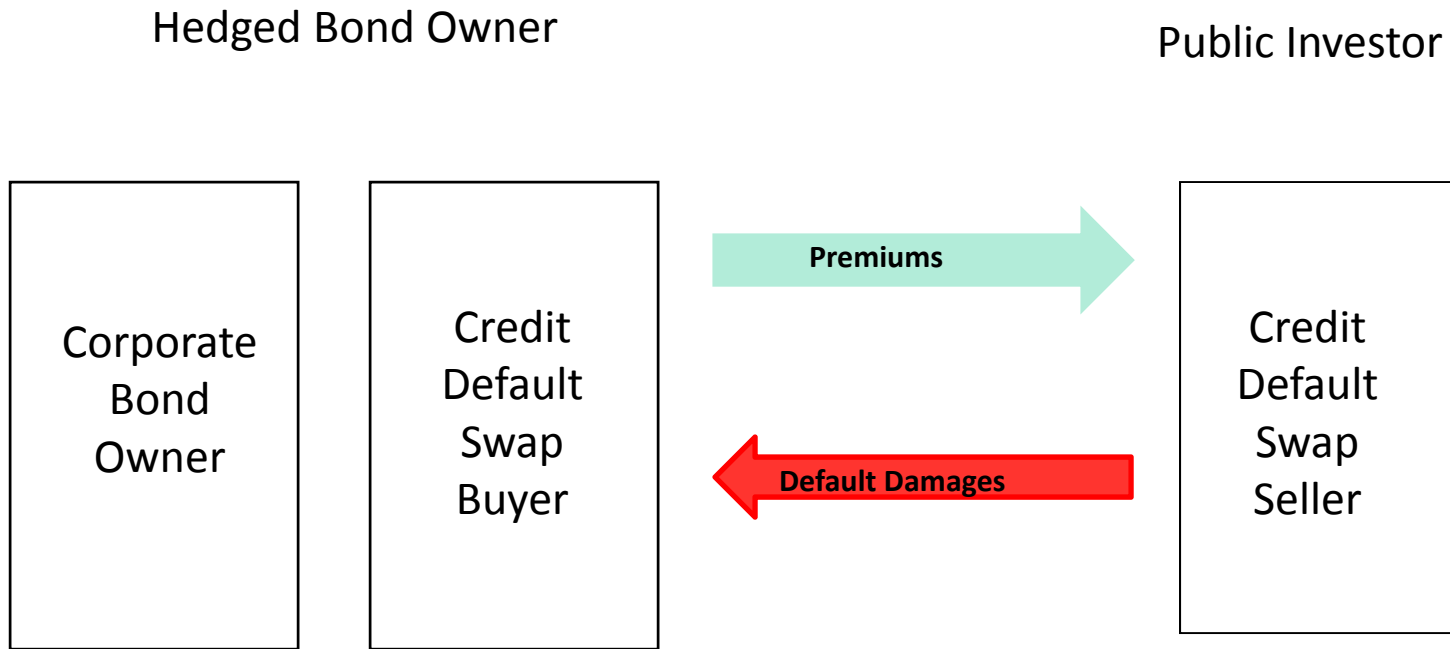 Hedged Bond Owner
Public Investor
Corporate
Bond
Owner
Credit
Default
Swap
Buyer
Premiums
Default Damages
Credit
Default
Swap
Seller